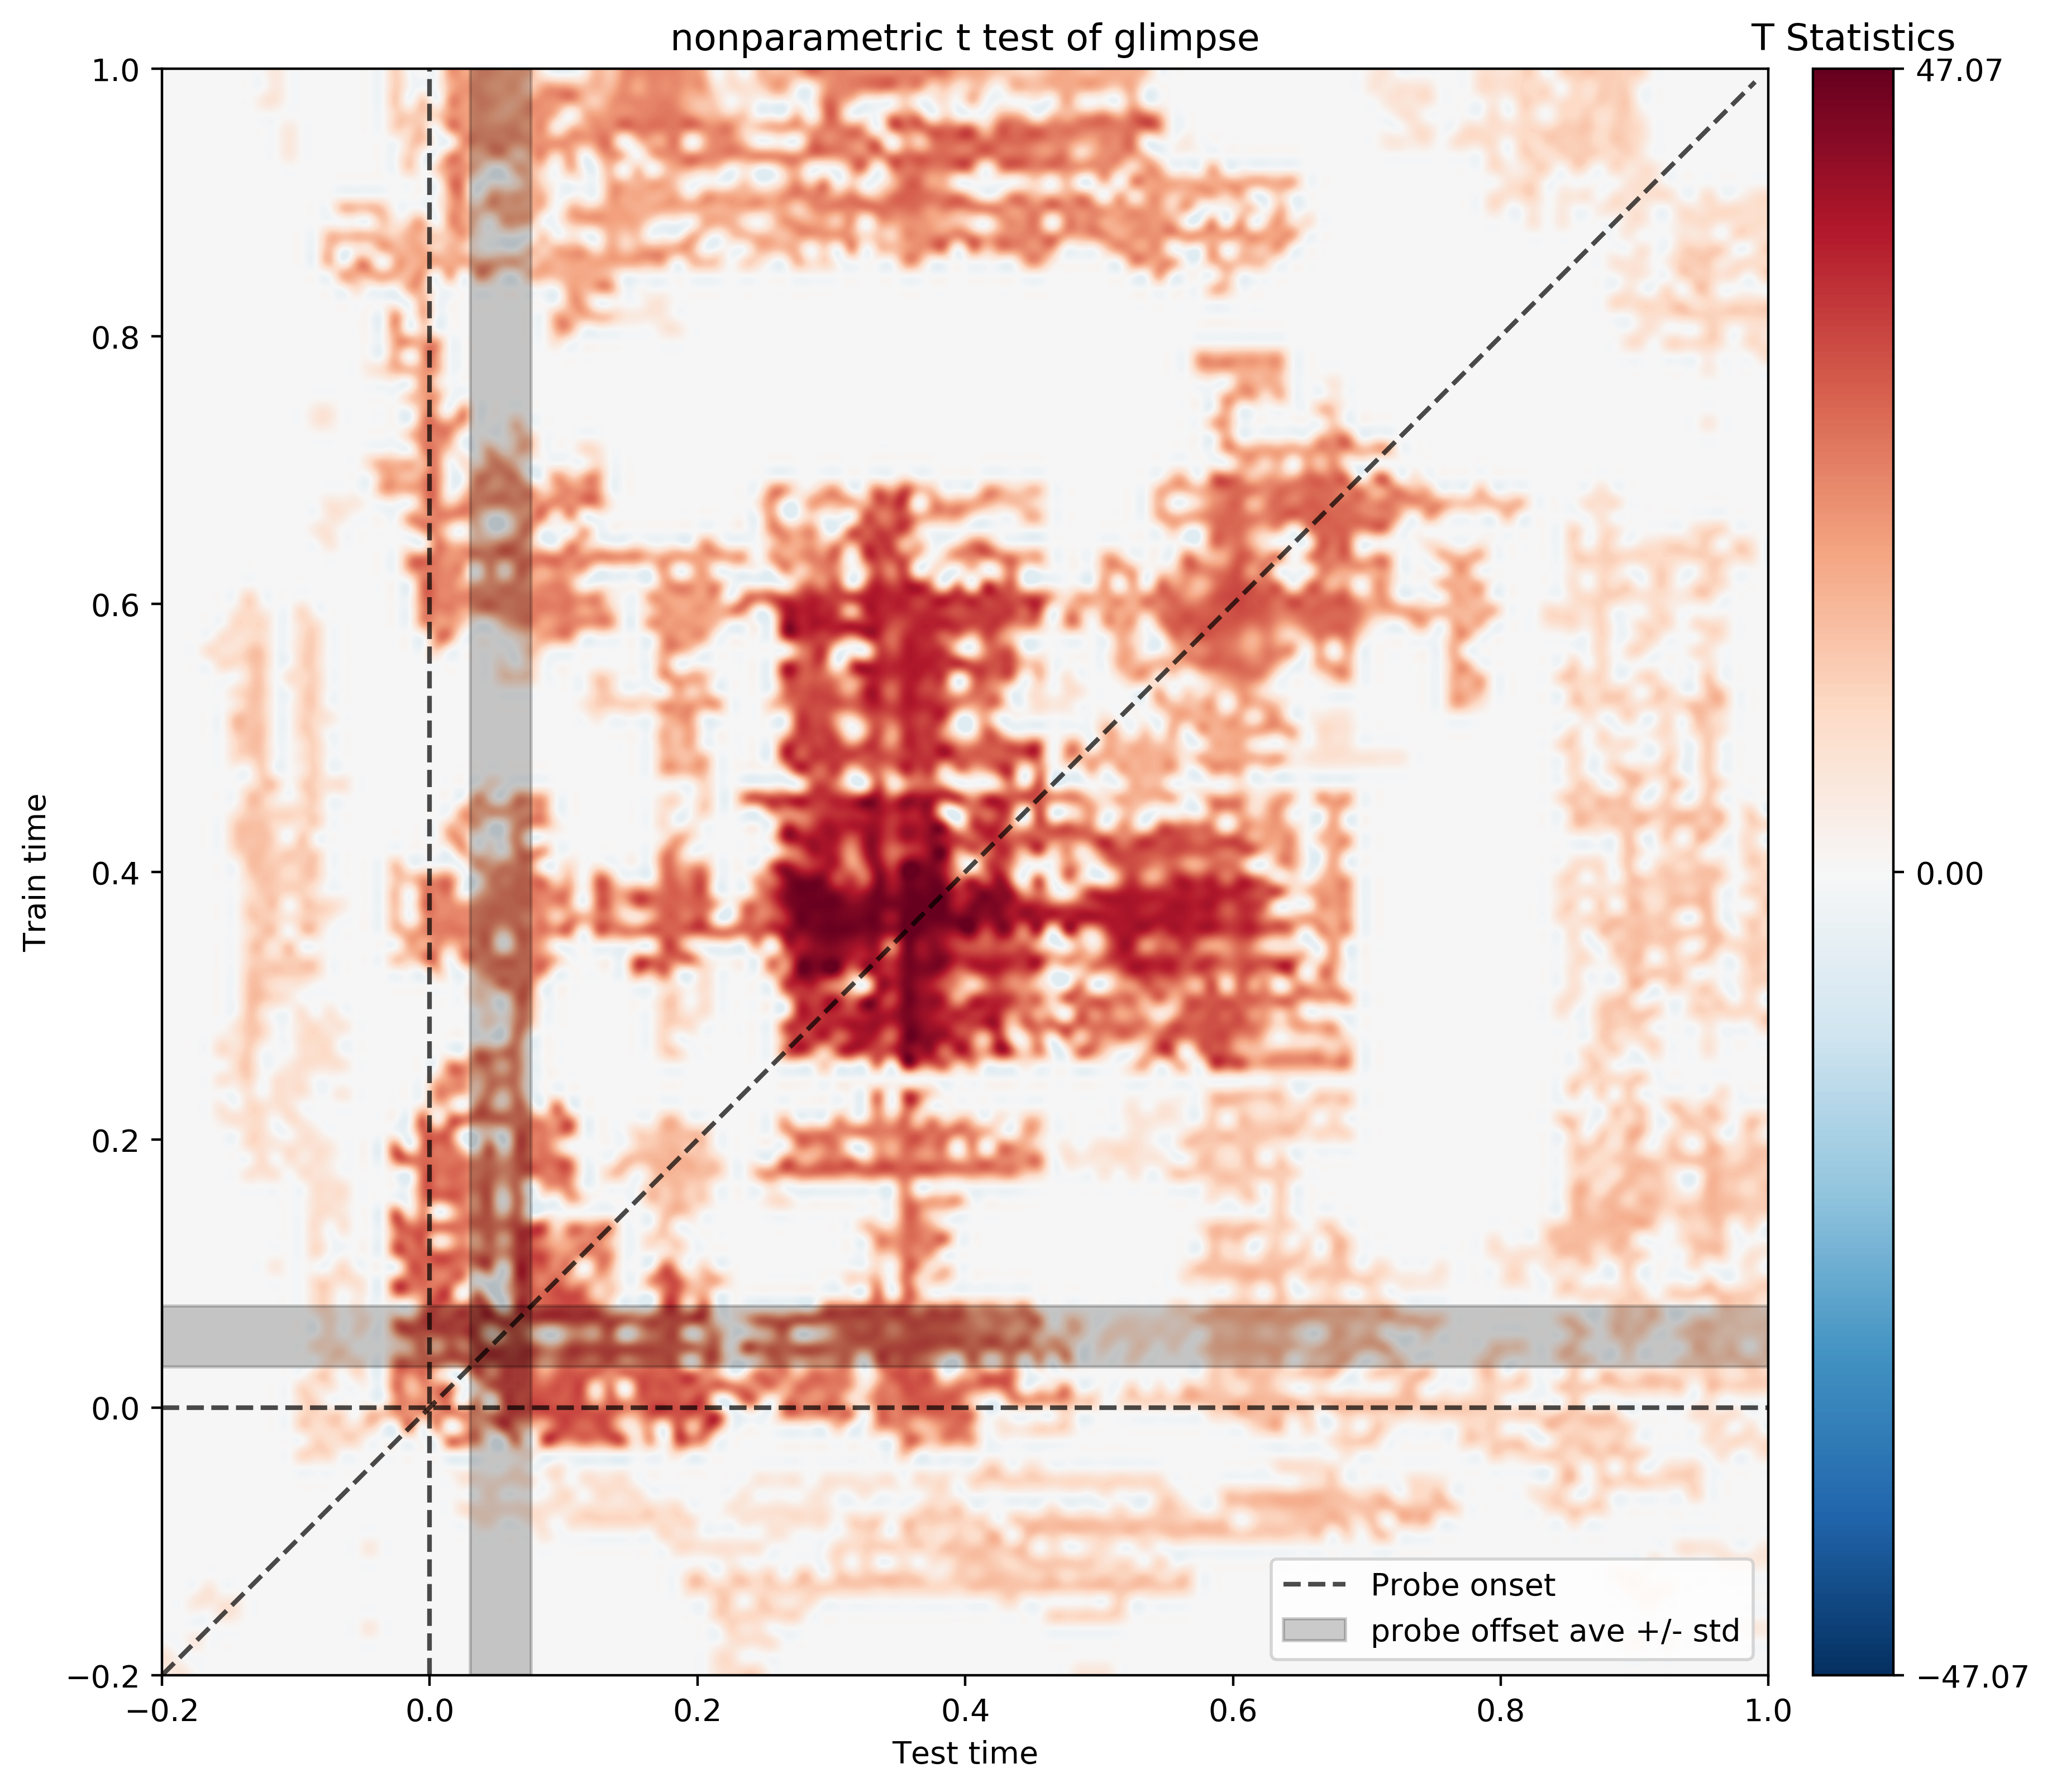 nonparametric t test of glimpse
T Statistics
1.0
0.8
0.6
0.4
0.2
0.0
−0.2
Train time
−0.2
0.0
0.2
0.4
0.6
0.8
1.0
Test time
Probe onset
probe offset ave +/- std
47.07
0.00
−47.07